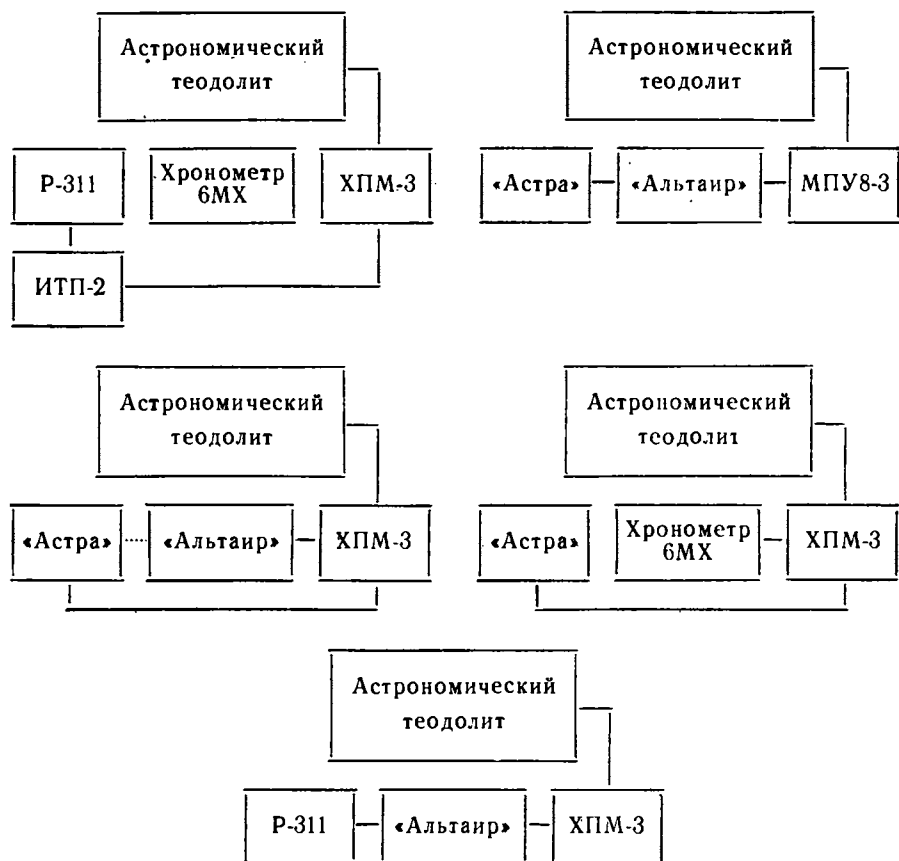 Астрономический
теодолит
Р-311
Хронометр
6МХ
ХПМ-3
ИТП-2
Астрономический
теодолит
«Астра»
«Альтаир»
МПУ8-3
Астрономический
теодолит
«Астра»
«Альтаир»
ХПМ-3
Астрономический
теодолит
«Астра»
Хронометр
6МХ
ХПМ-3
Астрономический
теодолит
Р-311
«Альтаир»
ХПМ-3